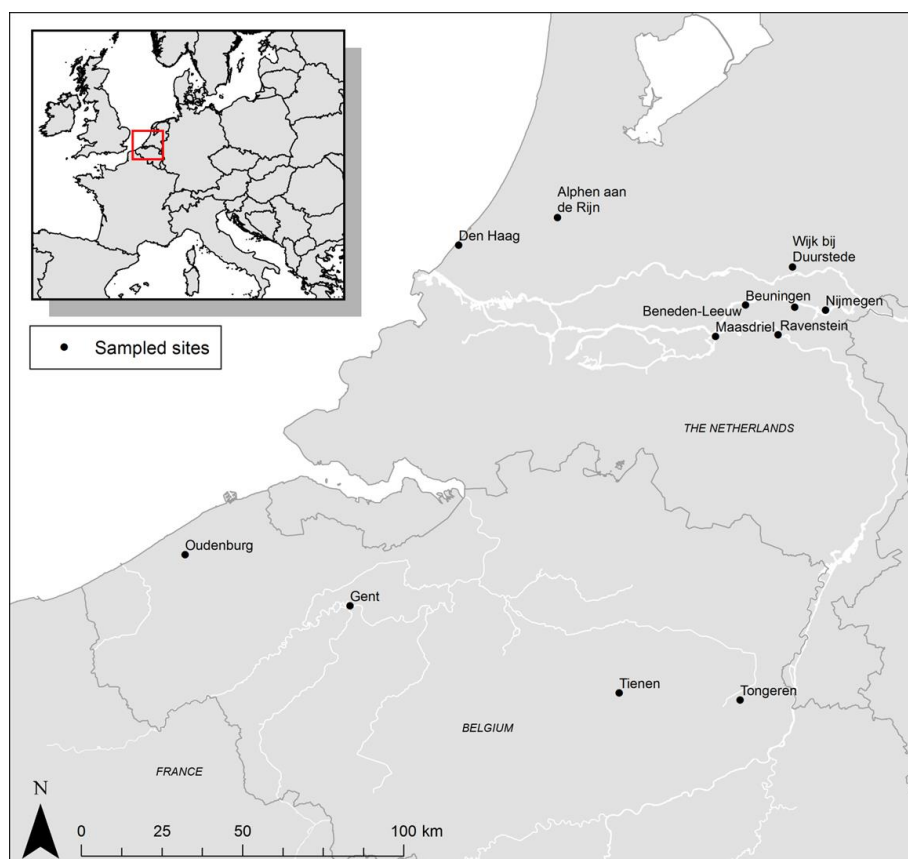 Alphen aan
de Rijn
Den Haag
Wijk bij
Duurstede
Beuningen
Nijmegen
Beneden-Leeuw
Maasdriel
Ravenstein
Sampled sites
THE NETHERLANDS
Oudenburg
Gent
Tienen
Tongeren
BELGIUM
FRANCE
N
0 25 50 100 km